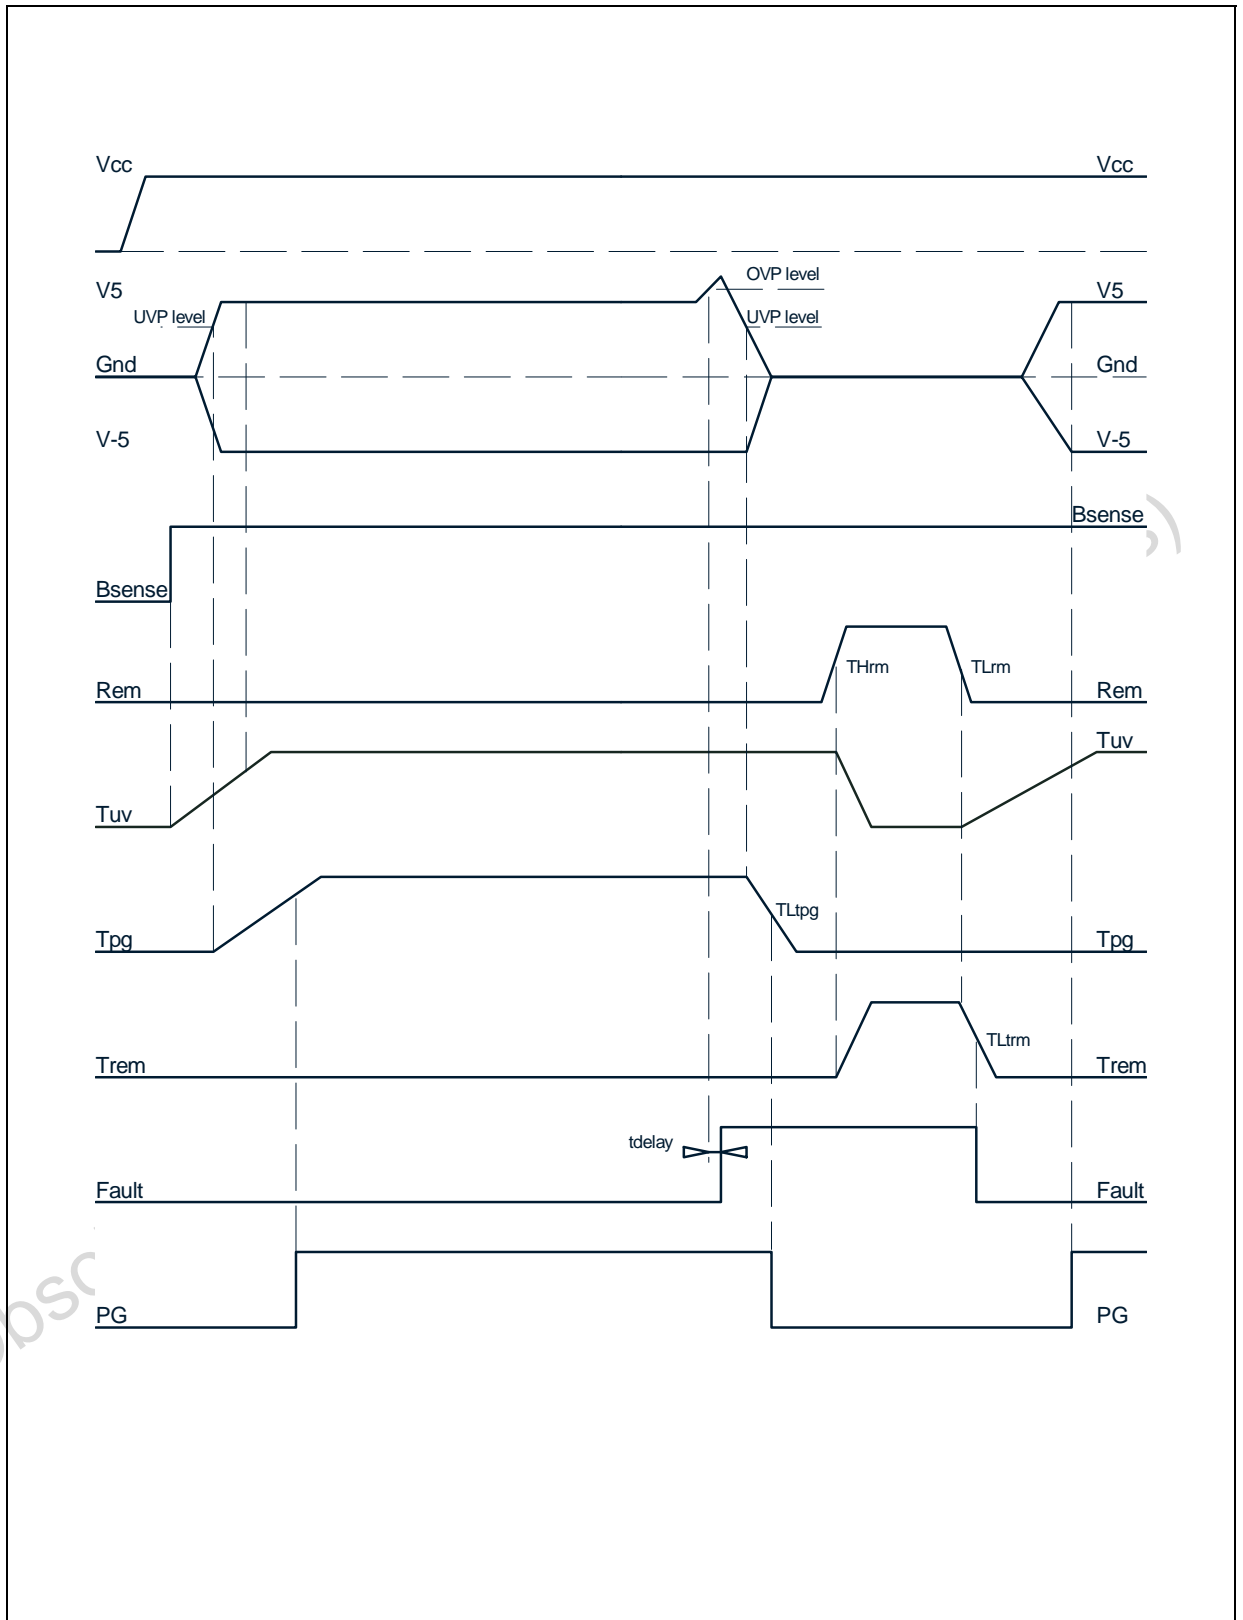 Vcc Vcc
OVP level
V5 V5
UVP level UVP level
Gnd Gnd
V-5 V-5
Bsense
Bsense
THrm TLrm
Rem Rem
Tuv
Tuv
TLtpg
Tpg Tpg
TLtrm
Trem Trem
tdelay
Fault Fault
PG PG